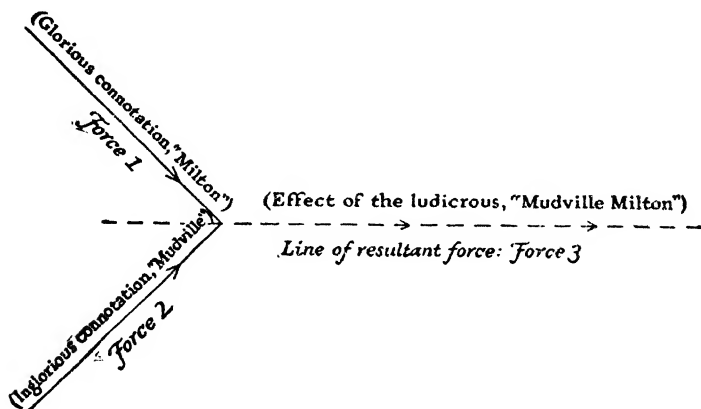 (Glorious connotation, "Milton")
Force 1
(Effect of the ludicrous, "Mudville Milton")
Line of resultant force: Force 3
(Inglorious connotation, "Mudville")
Force 2